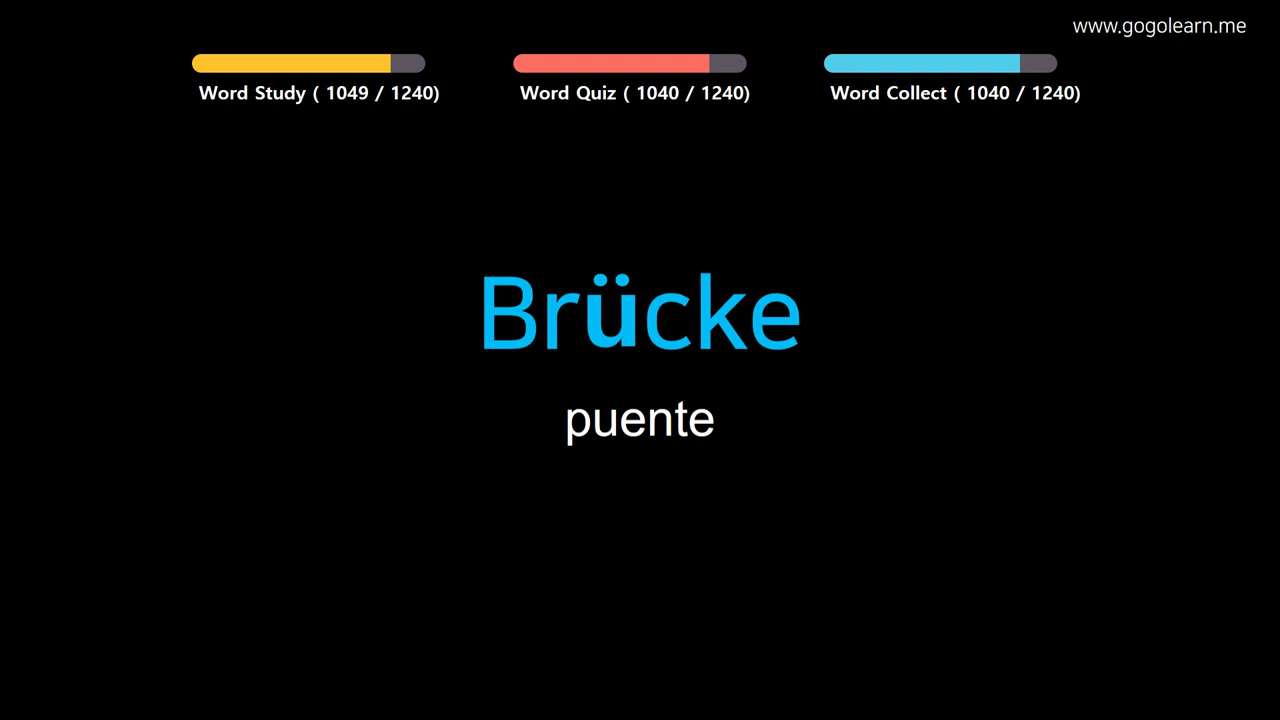 www.gogolearn.me
Word Study ( 1049 / 1240)
Word Quiz ( 1040 / 1240)
Word Collect ( 1040 / 1240)
Brücke
puente